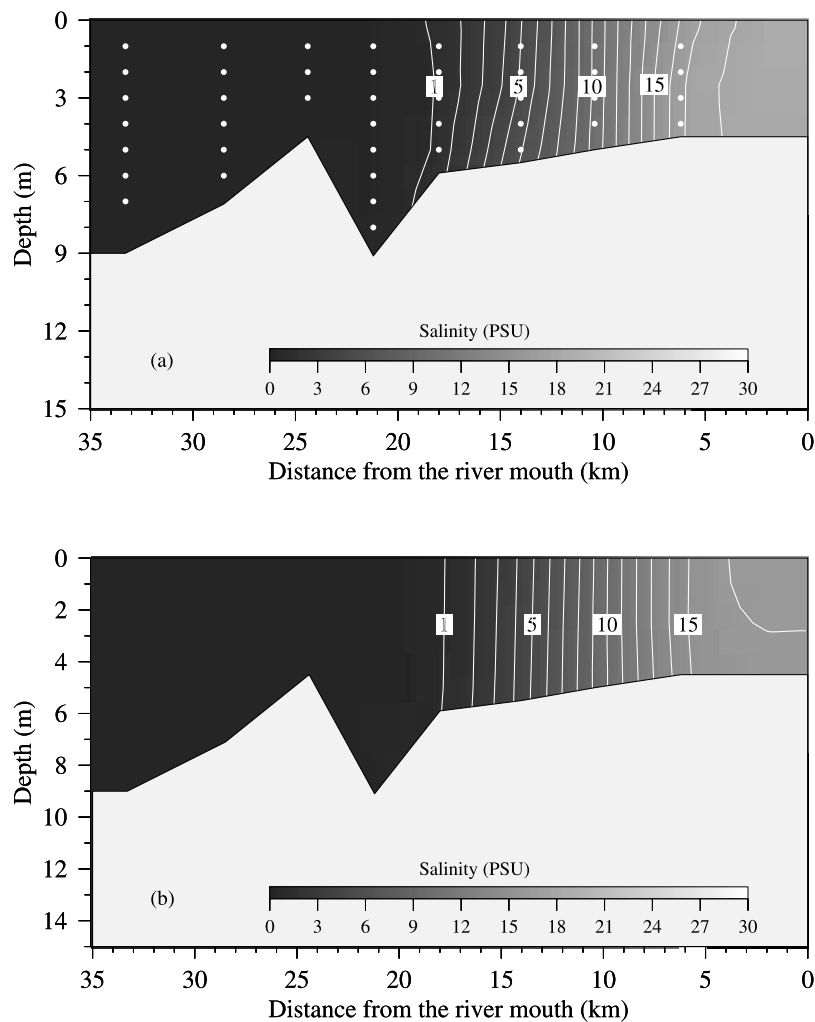 0
3
6
9
12
15
Depth (m)
1 5 10 15
Salinity (PSU)
(a)
0 3 6 9 12 15 18 21 24 27 30
35 30 25 20 15 10 5 0
Distance from the river mouth (km)
0
2
4
6
8
10
12
14
Depth (m)
1 5 10 15
Salinity (PSU)
(b)
0 3 6 9 12 15 18 21 24 27 30
35 30 25 20 15 10 5 0
Distance from the river mouth (km)